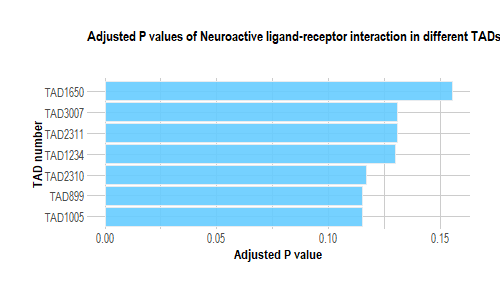 Adjusted P values of Neuroactive ligand-receptor interaction in different TADs
TAD number
TAD1650
TAD3007
TAD2311
TAD1234
TAD2310
TAD899
TAD1005
0.00
0.05
0.10
0.15
Adjusted P value